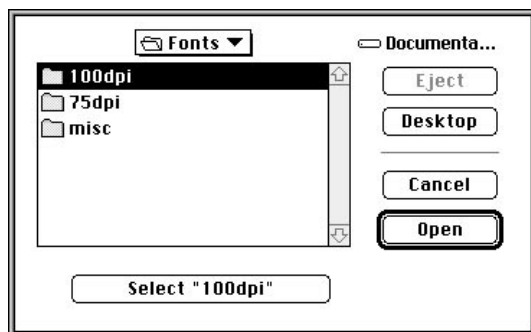 Fonts
Documenta...
100dpi
75dpi
misc
Eject
Desktop
Cancel
Open
Select "100dpi"